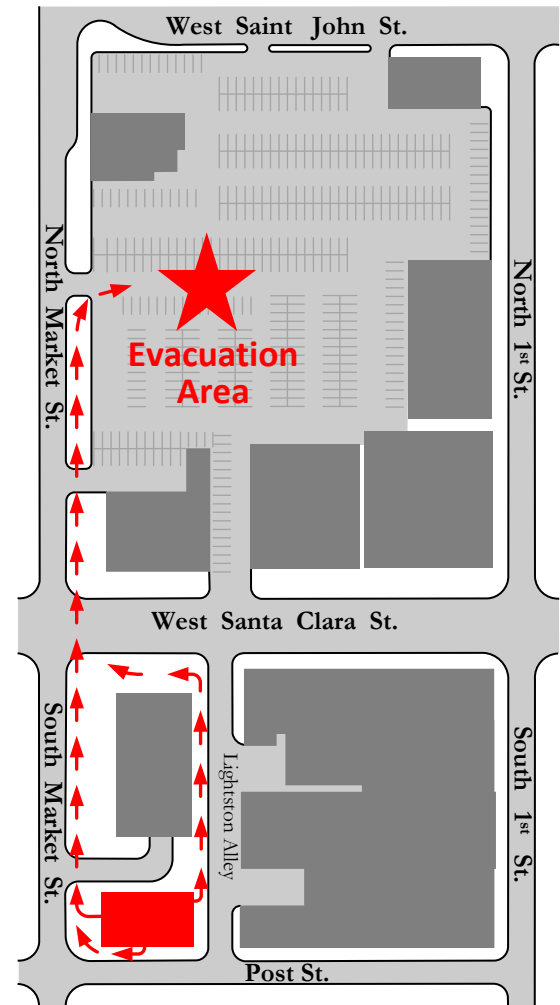 West Saint John St.
North Market St.
North 1st St.
Evacuation
Area
West Santa Clara St.
South Market St.
Lightston Alley
South 1st St.
Post St.